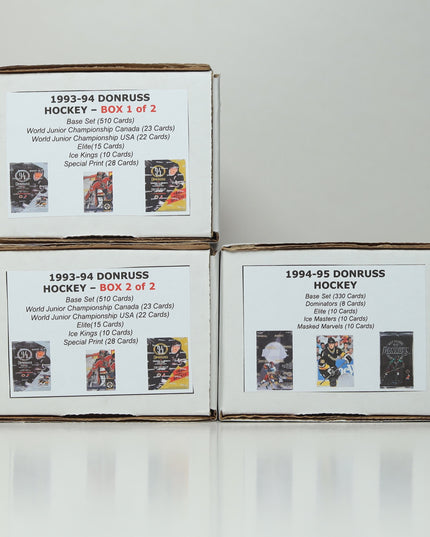 1993-94 DONRUSS
HOCKEY – BOX 1 of 2
Base Set (510 Cards)
World Junior Championship Canada (23 Cards)
World Junior Championship USA (22 Cards)
Elite(15 Cards)
Ice Kings (10 Cards)
Special Print (28 Cards)
1993-94 DONRUSS
HOCKEY – BOX 2 of 2
Base Set (510 Cards)
World Junior Championship Canada (23 Cards)
World Junior Championship USA (22 Cards)
Elite(15 Cards)
Ice Kings (10 Cards)
Special Print (28 Cards)
1994-95 DONRUSS
HOCKEY
Base Set (330 Cards)
Dominators (8 Cards)
Elite (10 Cards)
Ice Masters (10 Cards)
Masked Marvels (10 Cards)